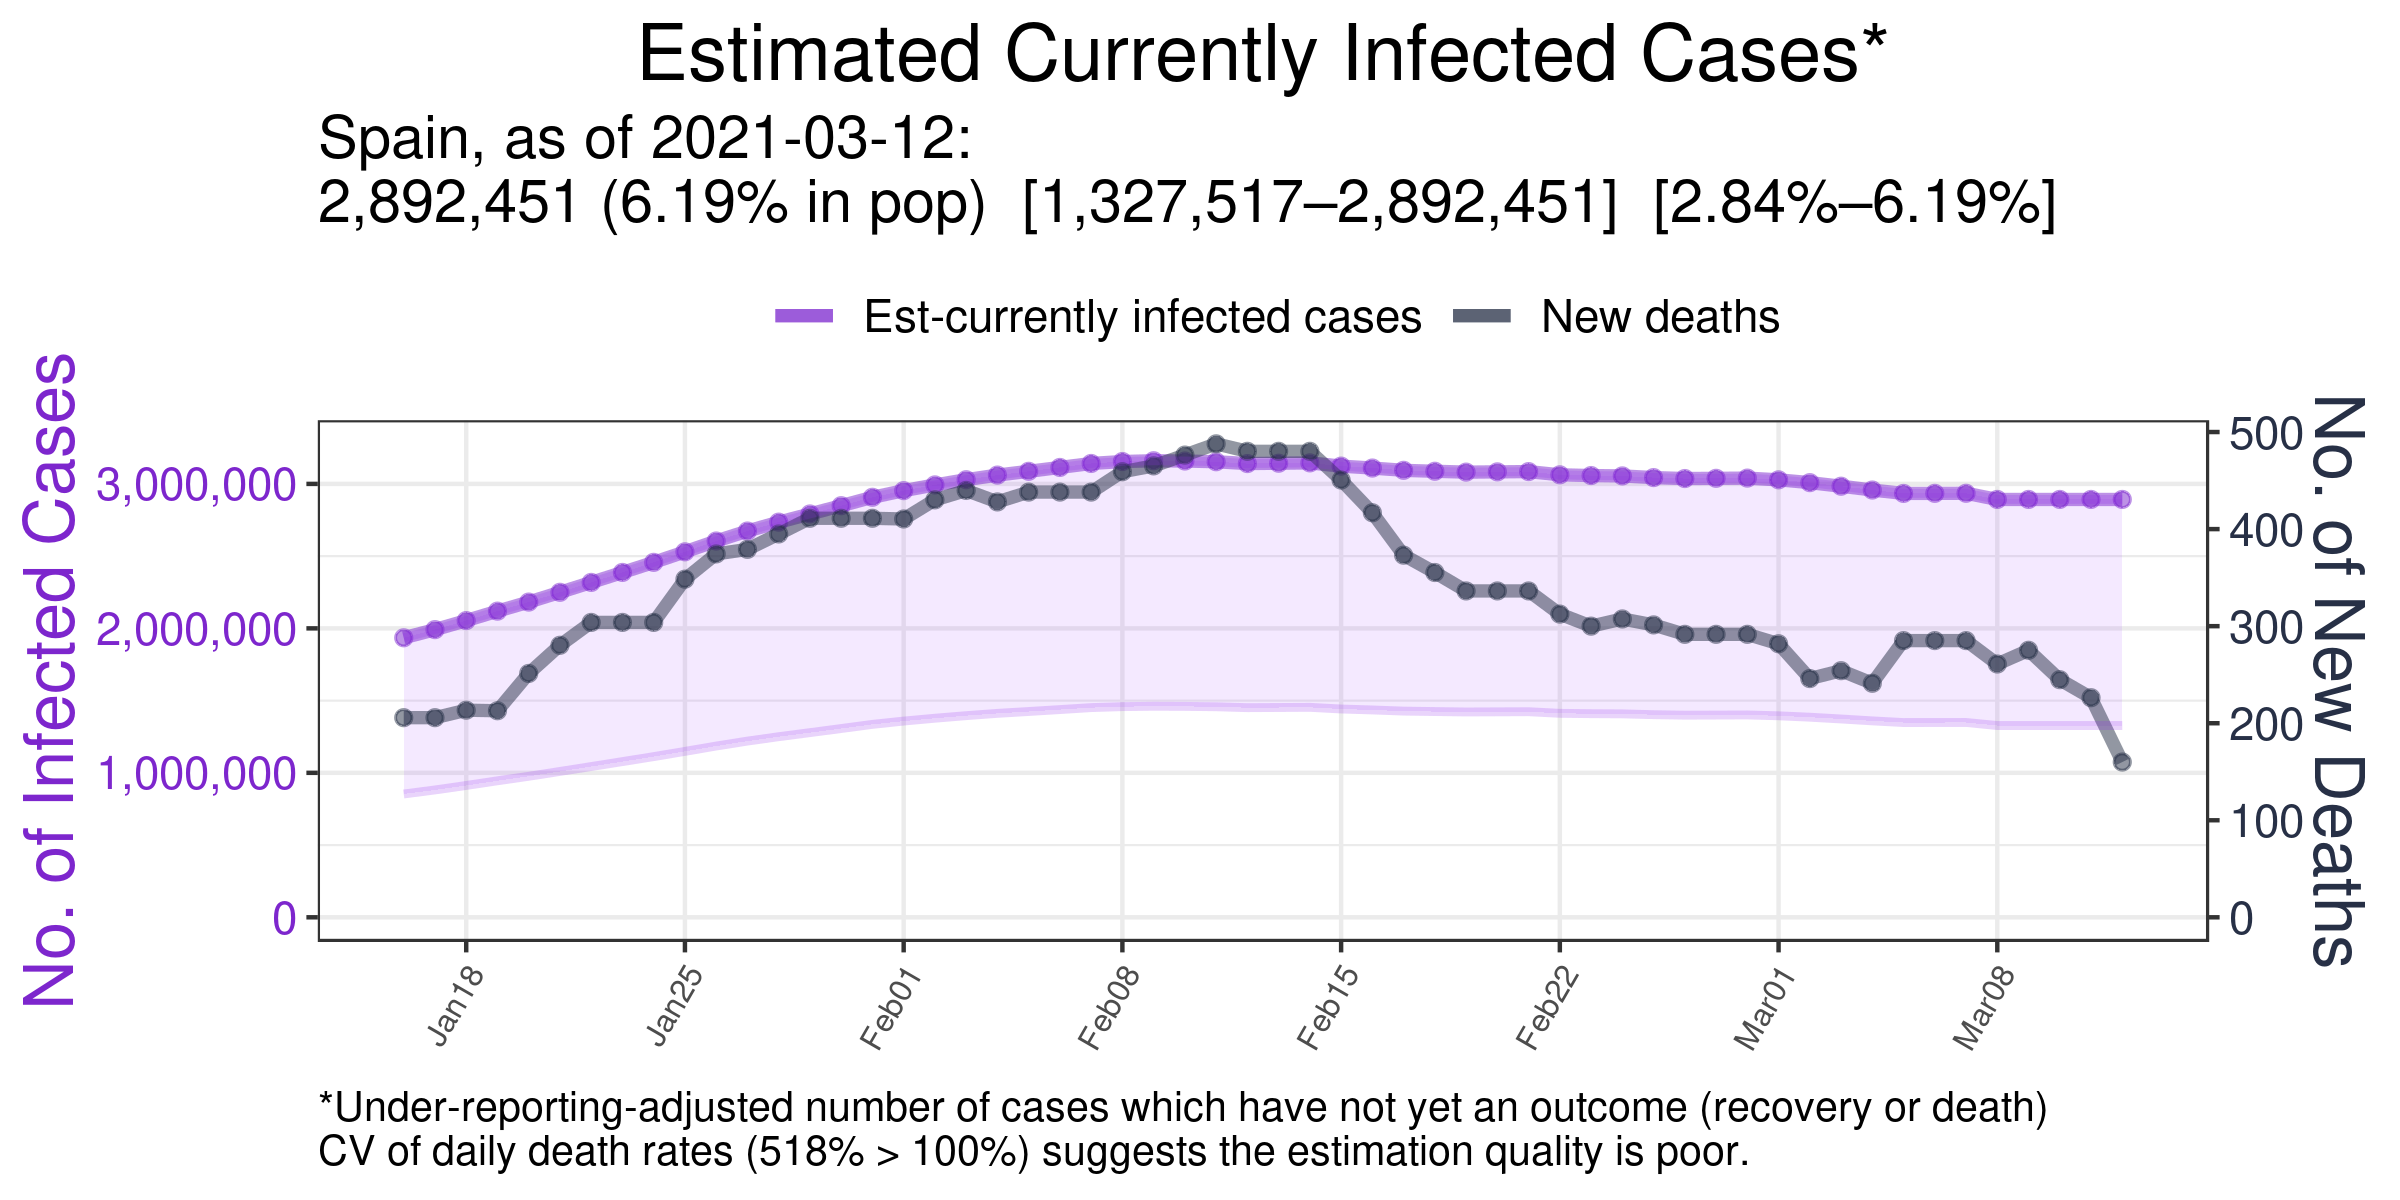 Estimated Currently Infected Cases*
Spain, as of 2021-03-12:
2,892,451 (6.19% in pop)  [1,327,517–2,892,451]  [2.84%–6.19%]
Est-currently infected cases
New deaths
No. of Infected Cases
3,000,000
2,000,000
1,000,000
0
500
400
300
200
100
0
No. of New Deaths
Jan18
Jan25
Feb01
Feb08
Feb15
Feb22
Mar01
Mar08
*Under-reporting-adjusted number of cases which have not yet an outcome (recovery or death)
CV of daily death rates (518% > 100%) suggests the estimation quality is poor.